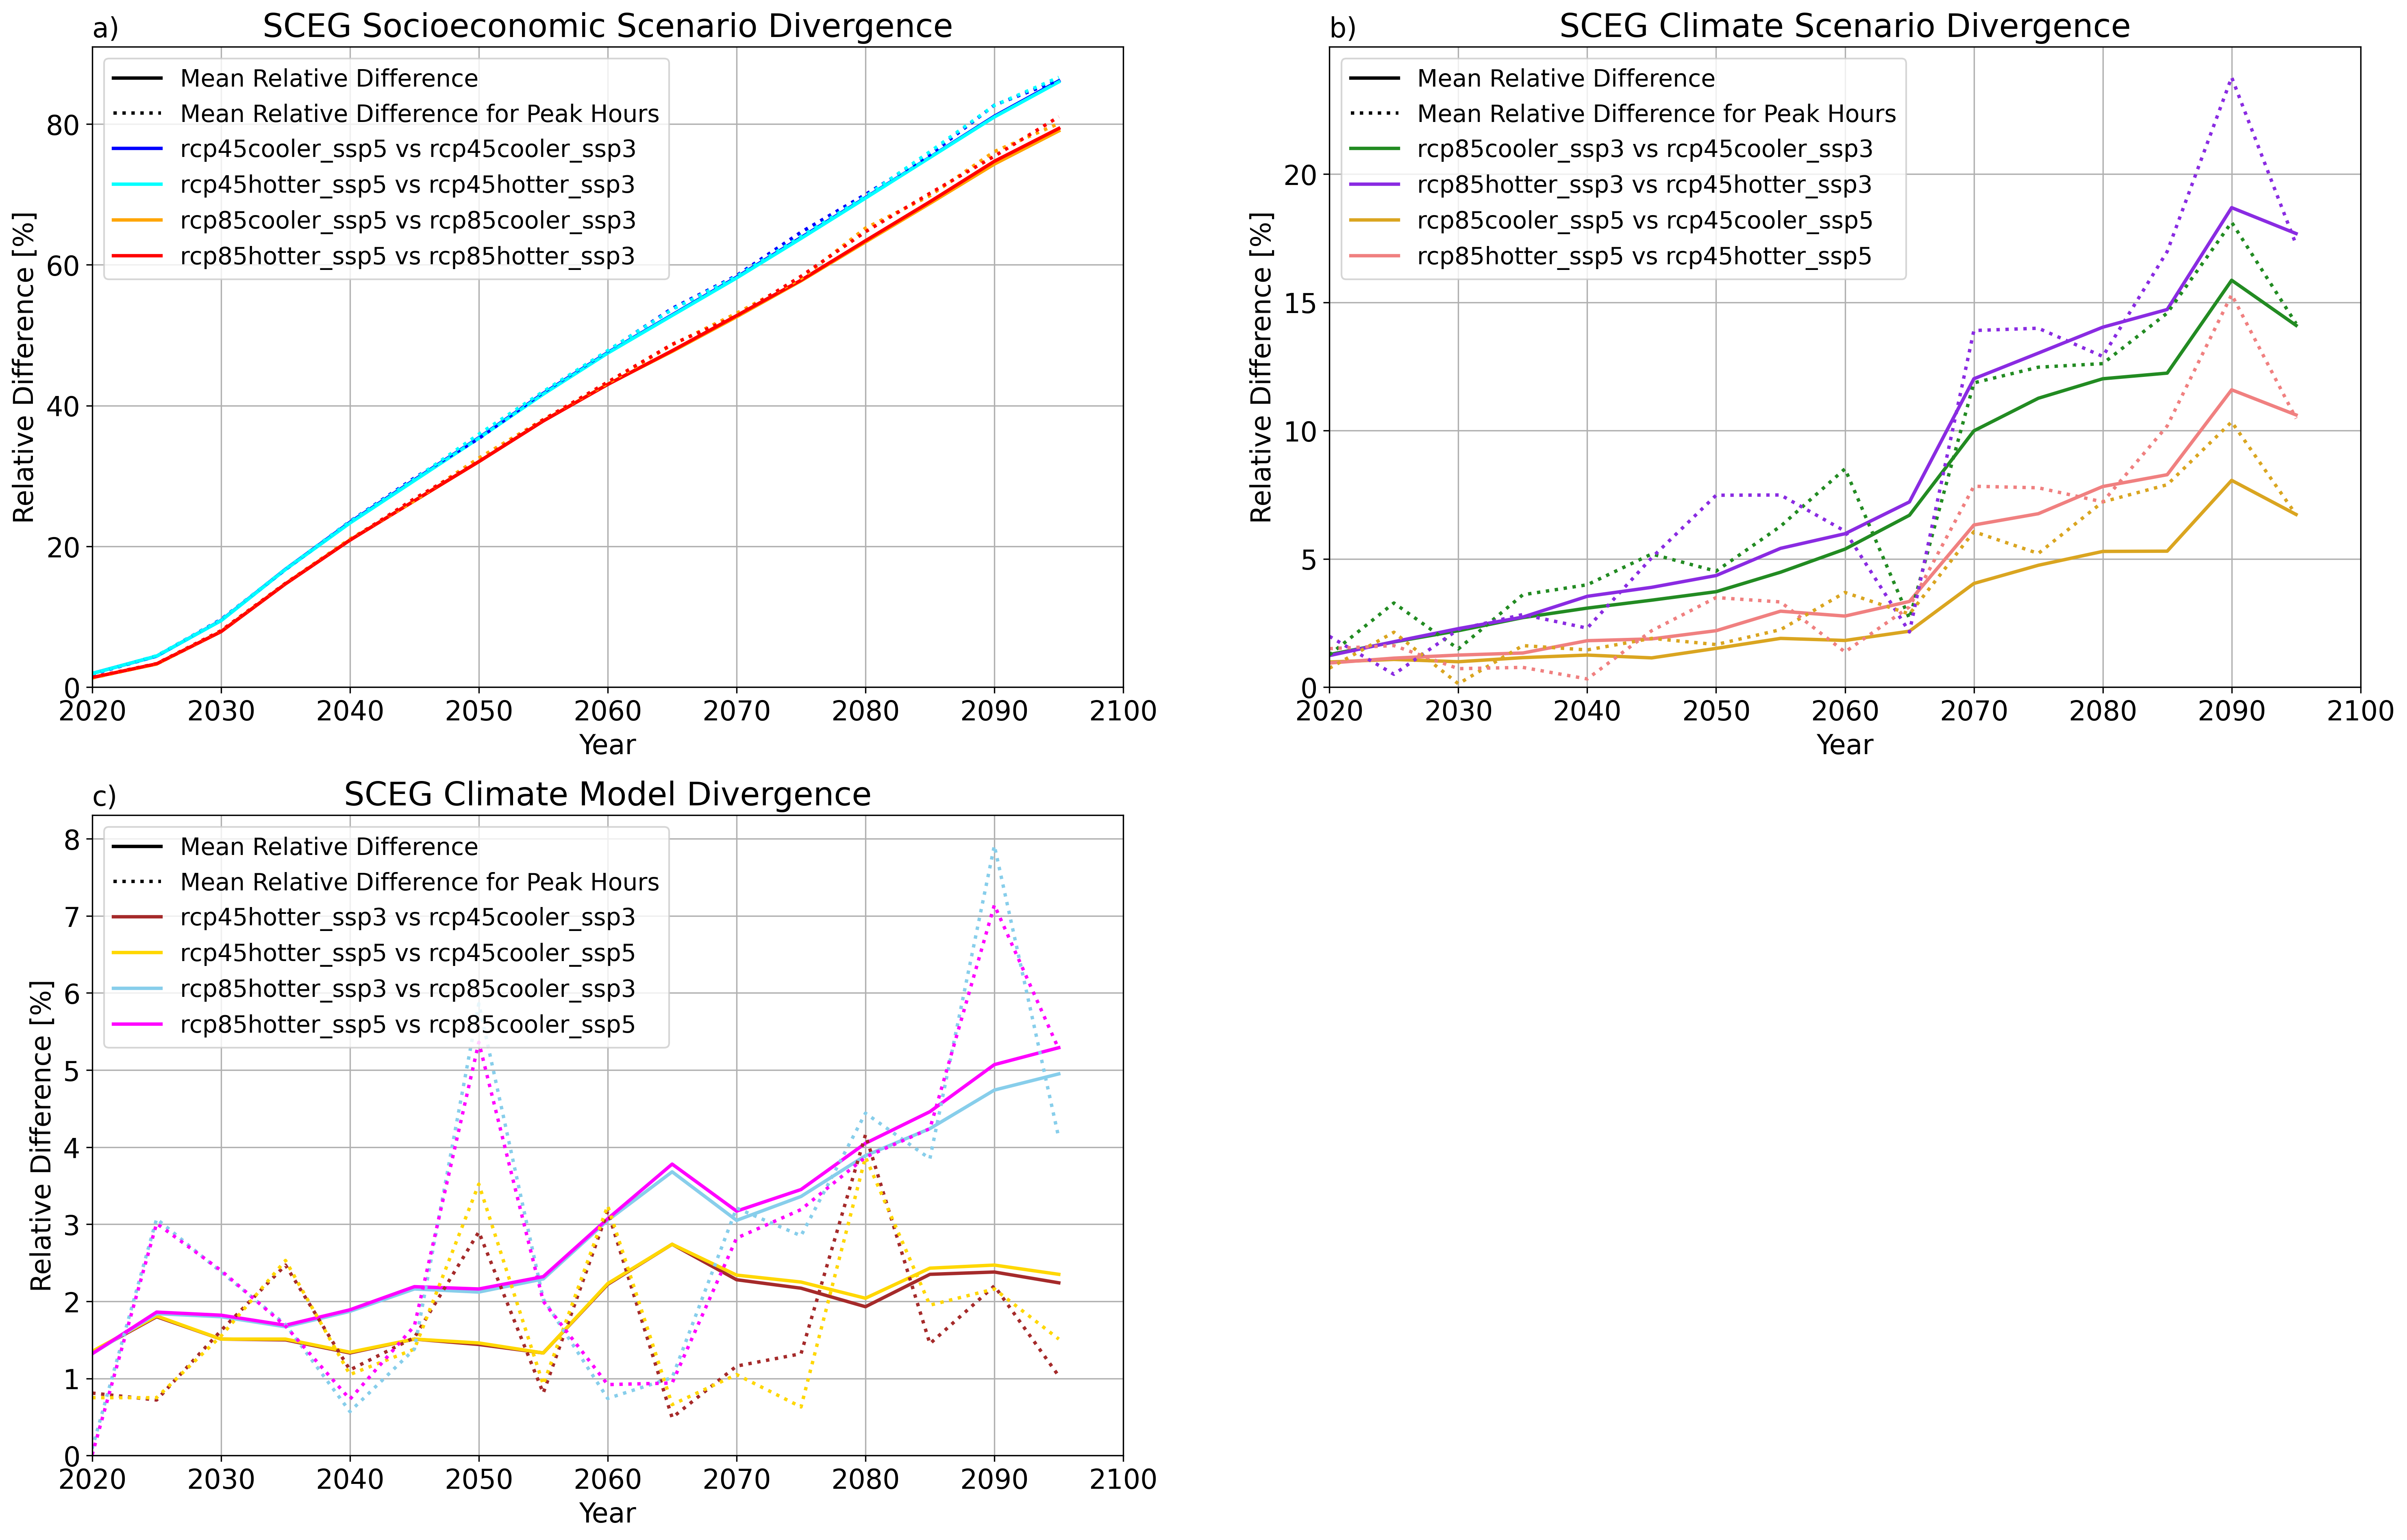 a)
SCEG Socioeconomic Scenario Divergence
Mean Relative Difference
Mean Relative Difference for Peak Hours
rcp45cooler_ssp5 vs rcp45cooler_ssp3
rcp45hotter_ssp5 vs rcp45hotter_ssp3
rcp85cooler_ssp5 vs rcp85cooler_ssp3
rcp85hotter_ssp5 vs rcp85hotter_ssp3
Relative Difference [%]
80
60
40
20
0
2020 2030 2040 2050 2060 2070 2080 2090 2100
Year
b)
SCEG Climate Scenario Divergence
Mean Relative Difference
Mean Relative Difference for Peak Hours
rcp85cooler_ssp3 vs rcp45cooler_ssp3
rcp85hotter_ssp3 vs rcp45hotter_ssp3
rcp85cooler_ssp5 vs rcp45cooler_ssp5
rcp85hotter_ssp5 vs rcp45hotter_ssp5
Relative Difference [%]
20
15
10
5
0
2020 2030 2040 2050 2060 2070 2080 2090 2100
Year
c)
SCEG Climate Model Divergence
Mean Relative Difference
Mean Relative Difference for Peak Hours
rcp45hotter_ssp3 vs rcp45cooler_ssp3
rcp45hotter_ssp5 vs rcp45cooler_ssp5
rcp85hotter_ssp3 vs rcp85cooler_ssp3
rcp85hotter_ssp5 vs rcp85cooler_ssp5
Relative Difference [%]
8
7
6
5
4
3
2
1
0
2020 2030 2040 2050 2060 2070 2080 2090 2100
Year